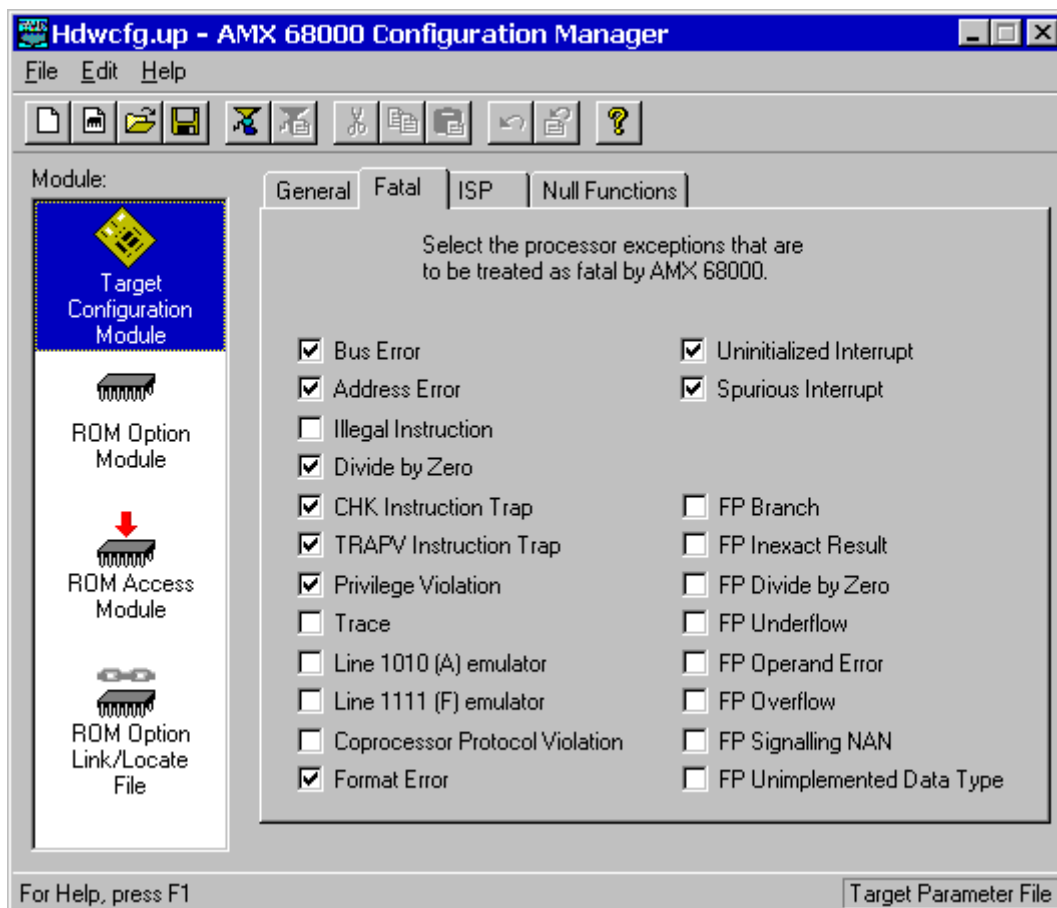 Hdwcfg.up - AMX 68000 Configuration Manager
File Edit Help
Module:
Target
Configuration
Module
ROM Option
Module
ROM Access
Module
ROM Option
Link/Locate
File
General Fatal ISP Null Functions
Select the processor exceptions that are
to be treated as fatal by AMX 68000.
Bus Error
Address Error
Illegal Instruction
Divide by Zero
CHK Instruction Trap
TRAPV Instruction Trap
Privilege Violation
Trace
Line 1010 (A) emulator
Line 1111 (F) emulator
Coprocessor Protocol Violation
Format Error
Uninitialized Interrupt
Spurious Interrupt
FP Branch
FP Inexact Result
FP Divide by Zero
FP Underflow
FP Operand Error
FP Overflow
FP Signalling NAN
FP Unimplemented Data Type
For Help, press F1
Target Parameter File